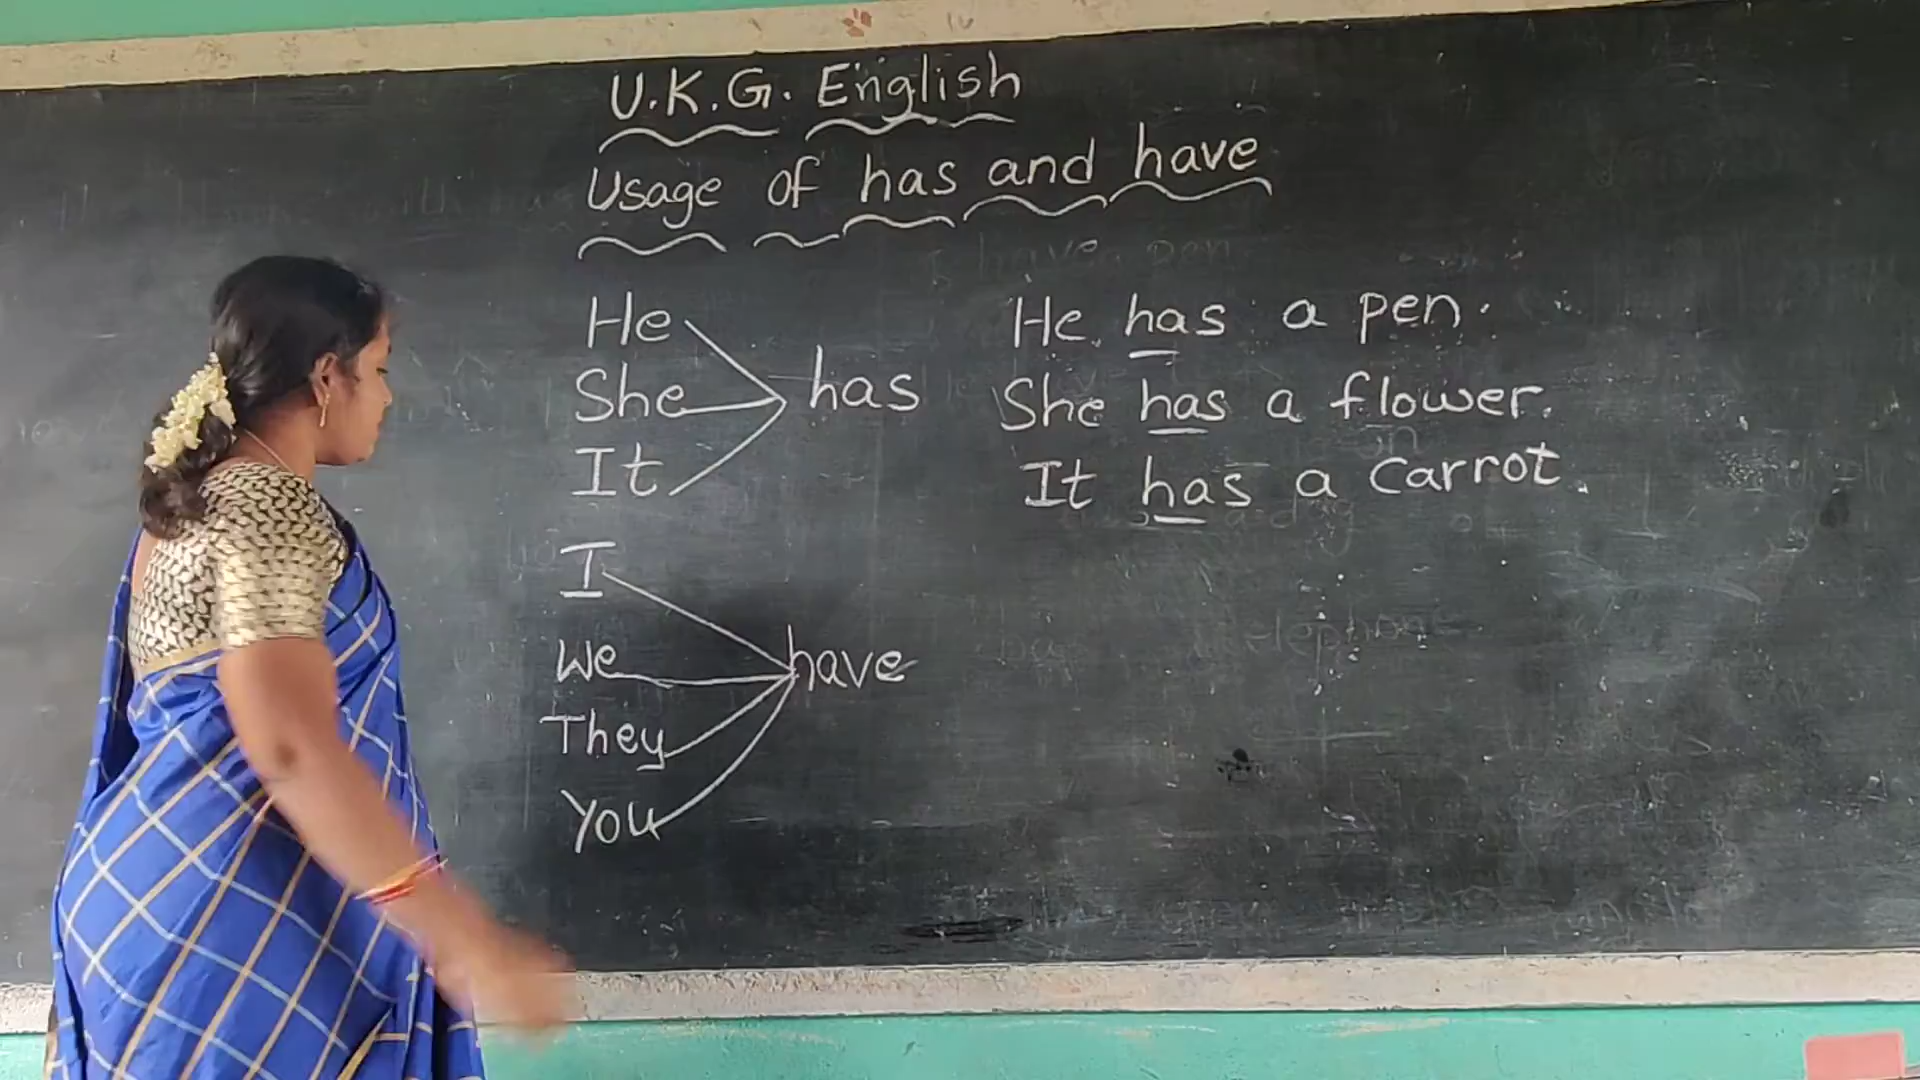 U.K.G. English
Usage of has and have
He
She
It
has
He has a pen.
She has a flower.
It has a carrot.
I
We
They
You
have